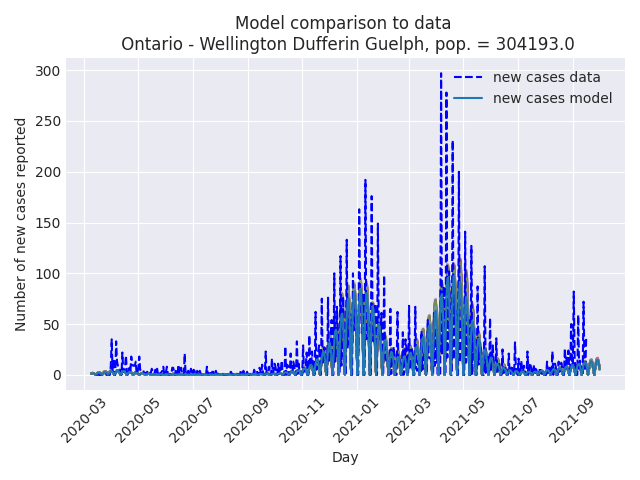 Model comparison to data
Ontario - Wellington Dufferin Guelph, pop. = 304193.0
new cases data
new cases model
Number of new cases reported
300
250
200
150
100
50
0
2020-03
2020-05
2020-07
2020-09
2020-11
2021-01
2021-03
2021-05
2021-07
2021-09
Day